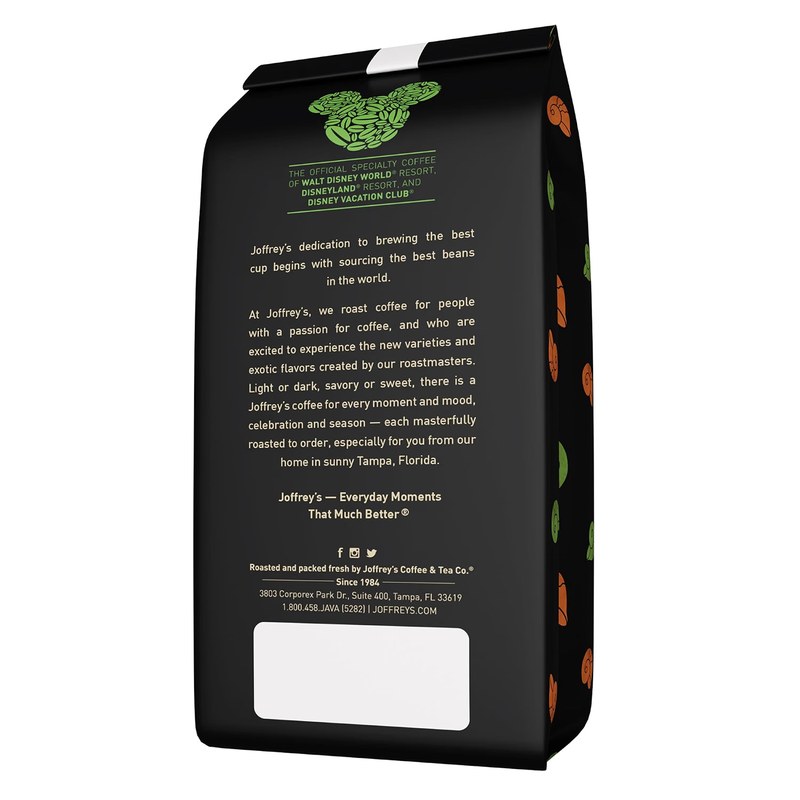 THE OFFICIAL SPECIALTY COFFEE
OF WALT DISNEY WORLD® RESORT,
DISNEYLAND® RESORT, AND
DISNEY VACATION CLUB®
Joffrey's dedication to brewing the best
cup begins with sourcing the best beans
in the world.
At Joffrey's, we roast coffee for people
with a passion for coffee, and who are
excited to experience the new varieties and
exotic flavors created by our roastmasters.
Light or dark, savory or sweet, there is a
Joffrey's coffee for every moment and mood,
celebration and season — each masterfully
roasted to order, especially for you from our
home in sunny Tampa, Florida.
Joffrey's — Everyday Moments
That Much Better®
Roasted and packed fresh by Joffrey's Coffee & Tea Co.®
Since 1984
3803 Corporex Park Dr., Suite 400, Tampa, FL 33619
1.800.458.JAVA (5282) | JOFFREYS.COM